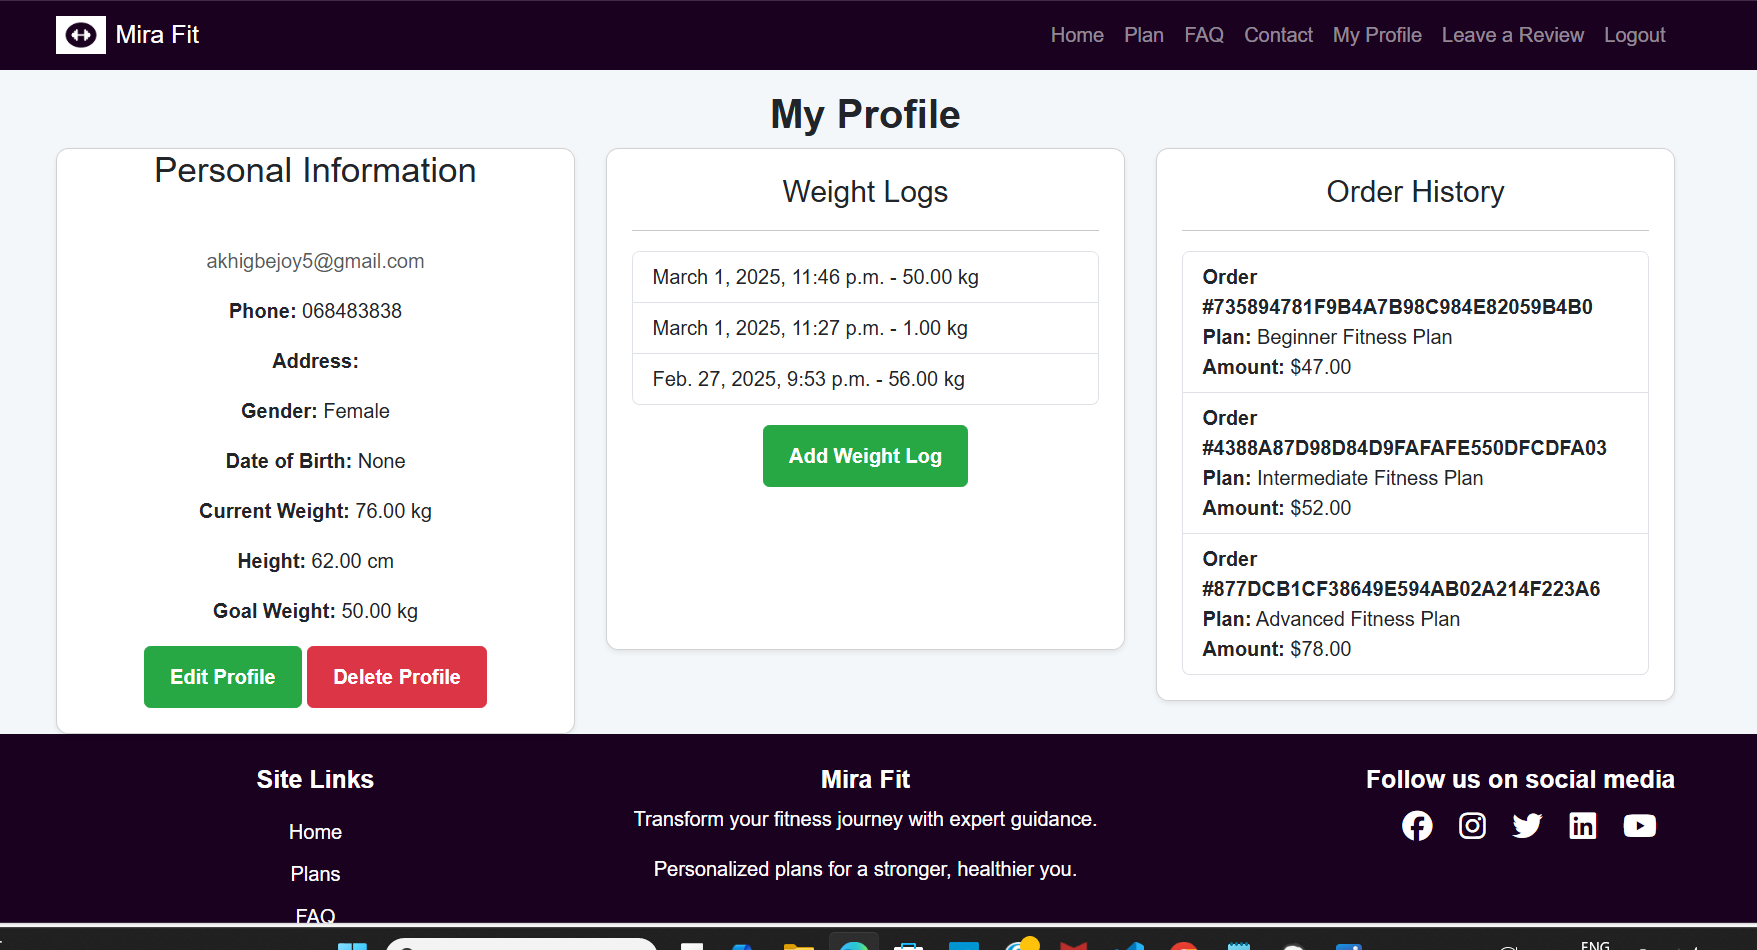 Mira Fit
Home Plan FAQ Contact My Profile Leave a Review Logout
My Profile
Personal Information
akhigbejoy5@gmail.com
Phone: 068483838
Address:
Gender: Female
Date of Birth: None
Current Weight: 76.00 kg
Height: 62.00 cm
Goal Weight: 50.00 kg
Edit Profile Delete Profile
Weight Logs
March 1, 2025, 11:46 p.m. - 50.00 kg
March 1, 2025, 11:27 p.m. - 1.00 kg
Feb. 27, 2025, 9:53 p.m. - 56.00 kg
Add Weight Log
Order History
Order
#735894781F9B4A7B98C984E82059B4B0
Plan: Beginner Fitness Plan
Amount: $47.00
Order
#4388A87D98D84D9FAFAFE550DFCDFA03
Plan: Intermediate Fitness Plan
Amount: $52.00
Order
#877DCB1CF38649E594AB02A214F223A6
Plan: Advanced Fitness Plan
Amount: $78.00
Site Links
Home
Plans
FAQ
Mira Fit
Transform your fitness journey with expert guidance.
Personalized plans for a stronger, healthier you.
Follow us on social media
ENG